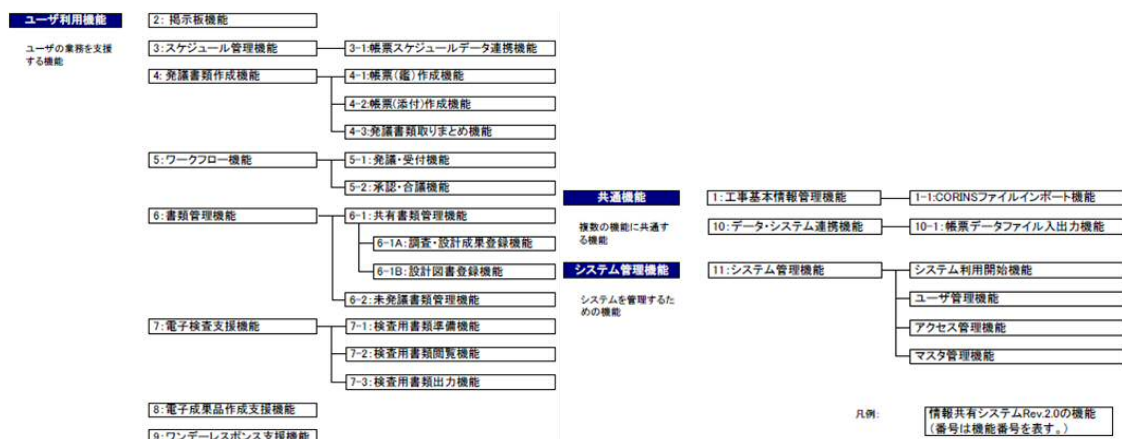 ユーザ利用機能
ユーザの業務を支援
する機能
2: 掲示板機能
3:スケジュール管理機能
3-1:帳票スケジュールデータ連携機能
4: 発議書類作成機能
4-1:帳票(鑑)作成機能
4-2:帳票(添付)作成機能
4-3:発議書類取りまとめ機能
5:ワークフロー機能
5-1:発議・受付機能
5-2:承認・合議機能
6:書類管理機能
6-1:共有書類管理機能
6-1A:調査・設計成果登録機能
6-1B:設計図書登録機能
6-2:未発議書類管理機能
7:電子検査支援機能
7-1:検査用書類準備機能
7-2:検査用書類閲覧機能
7-3:検査用書類出力機能
8:電子成果品作成支援機能
9:ワンデーレスポンス支援機能
共通機能
複数の機能に共通す
る機能
1:工事基本情報管理機能
1-1:CORINSファイルインポート機能
10:データ・システム連携機能
10-1:帳票データファイル入出力機能
システム管理機能
システムを管理するた
めの機能
11:システム管理機能
システム利用開始機能
ユーザ管理機能
アクセス管理機能
マスタ管理機能
凡例:
情報共有システムRev.2.0の機能
(番号は機能番号を表す。)